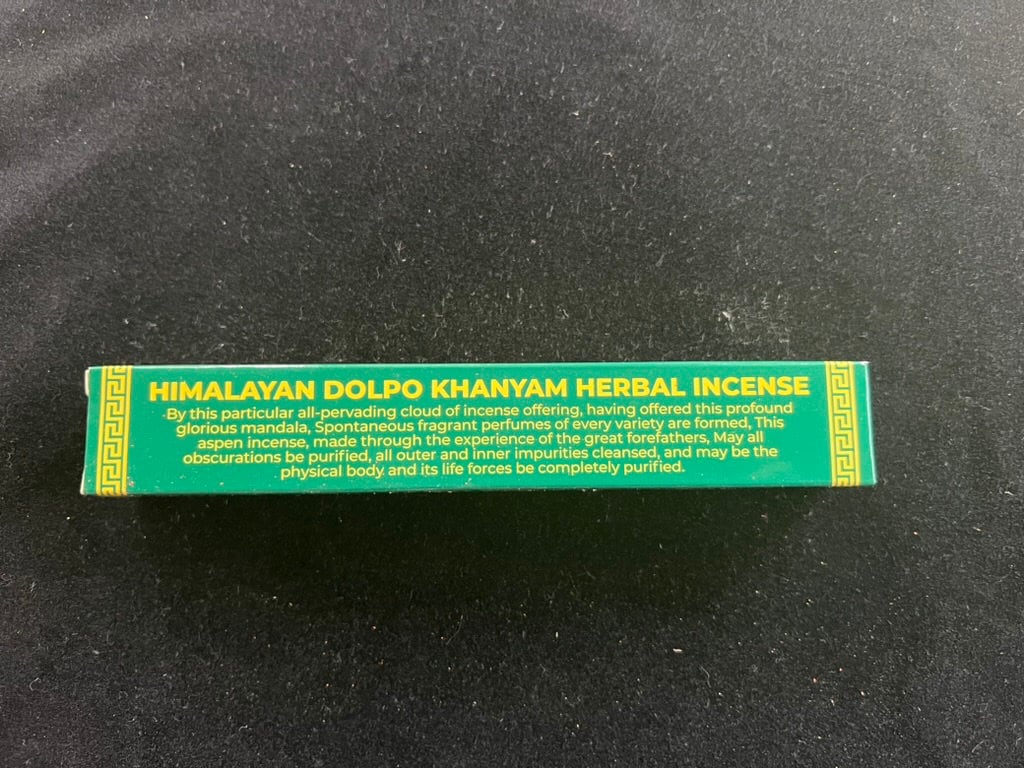 HIMALAYAN DOLPO KHANYAM HERBAL INCENSE
By this particular all-pervading cloud of incense offering, having offered this profound
glorious mandala, Spontaneous fragrant perfumes of every variety are formed, This
aspen incense, made through the experience of the great forefathers, May all
obscurations be purified, all outer and inner impurities cleansed, and may be the
physical body and its life forces be completely purified.